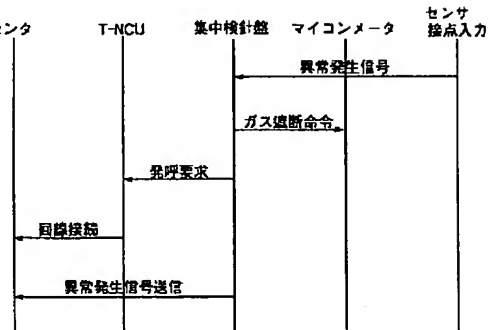 ンタ
T-NCU
集中検針盤
マイコンメータ
センサ
接点入力
異常発生信号
ガス遮断命令
発呼要求
回線接続
異常発生信号送信